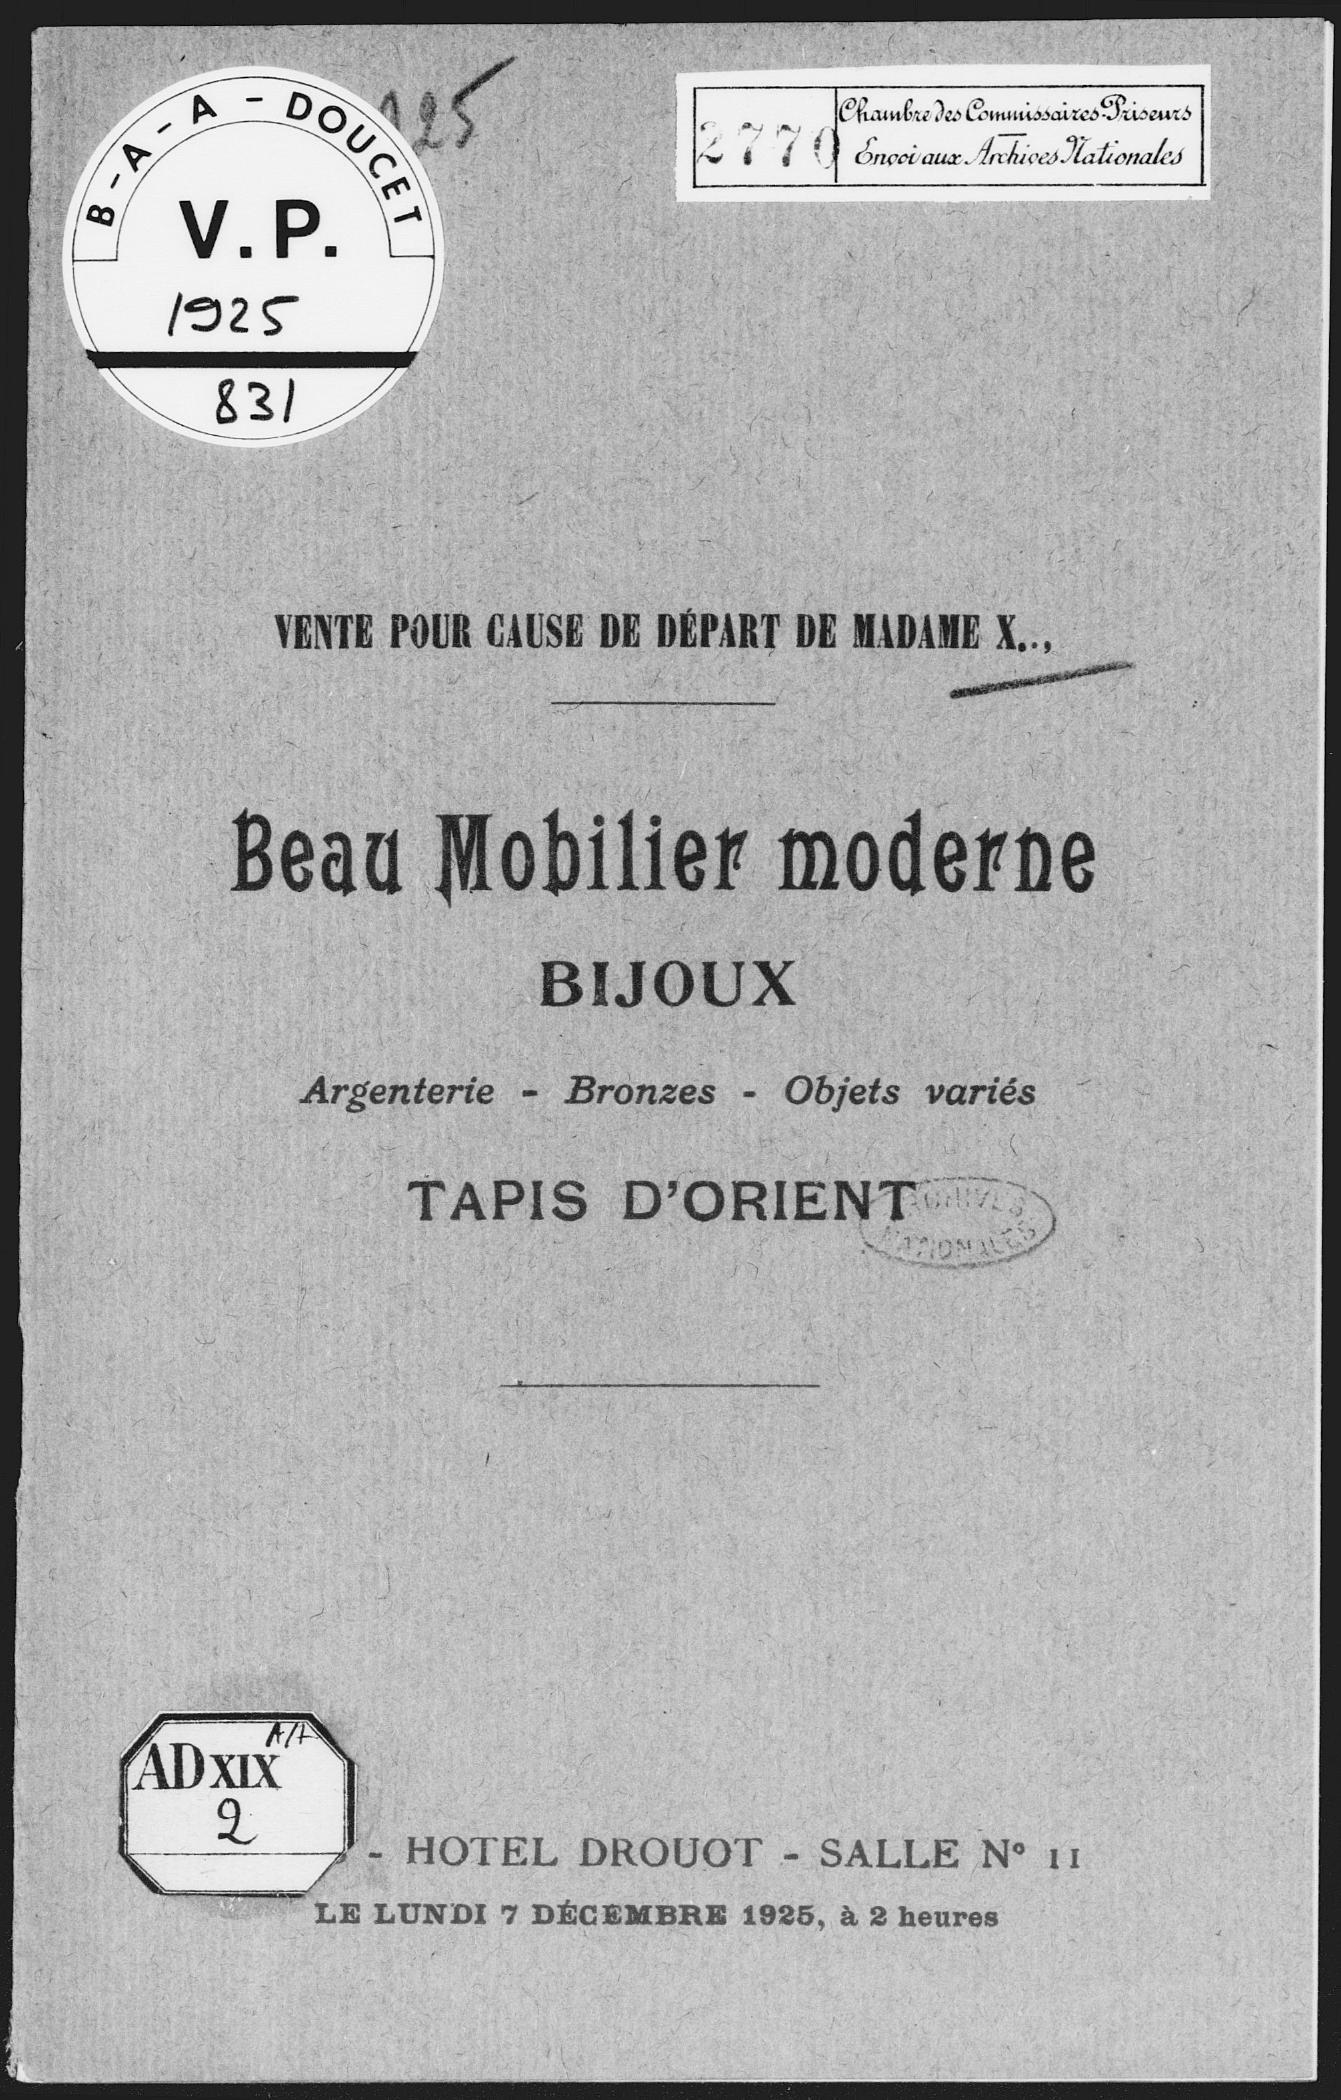 B-A-A-DOUCET
V.P.
1925
831
2770
Chambre des Commissaires-Priseurs
Envoi aux Archives Nationales
VENTE POUR CAUSE DE DÉPART DE MADAME X..,
Beau Mobilier moderne
BIJOUX
Argenterie - Bronzes - Objets variés
TAPIS D'ORIENT
ARCHIVES
NATIONALES
AD XIX
2
- HOTEL DROUOT - SALLE N° 11
LE LUNDI 7 DÉCEMBRE 1925, à 2 heures